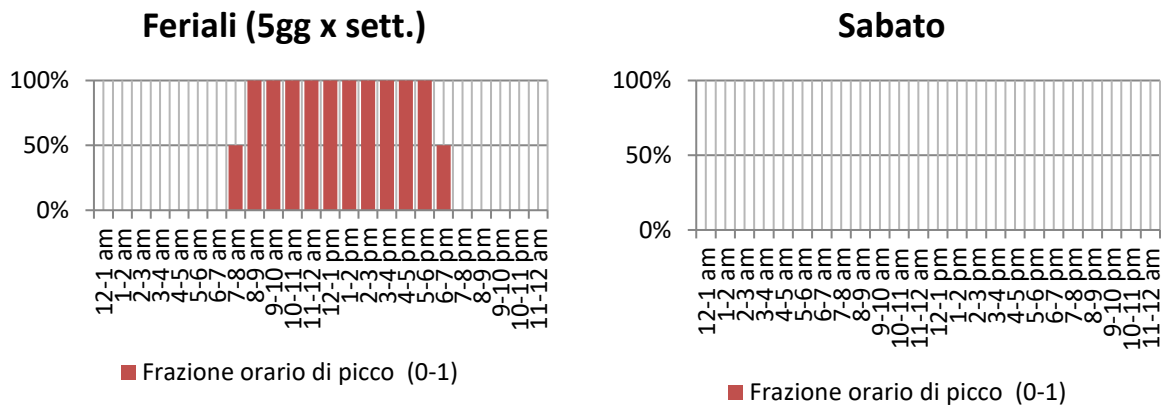 Feriali (5gg x sett.)
100%
50%
0%
12-1 am
1-2 am
2-3 am
3-4 am
4-5 am
5-6 am
6-7 am
7-8 am
8-9 am
9-10 am
10-11 am
11-12 am
12-1 pm
1-2 pm
2-3 pm
3-4 pm
4-5 pm
5-6 pm
6-7 pm
7-8 pm
8-9 pm
9-10 pm
10-11 pm
11-12 am
Frazione orario di picco (0-1)
Sabato
100%
50%
0%
12-1 am
1-2 am
2-3 am
3-4 am
4-5 am
5-6 am
6-7 am
7-8 am
8-9 am
9-10 am
10-11 am
11-12 am
12-1 pm
1-2 pm
2-3 pm
3-4 pm
4-5 pm
5-6 pm
6-7 pm
7-8 pm
8-9 pm
9-10 pm
10-11 pm
11-12 am
Frazione orario di picco (0-1)